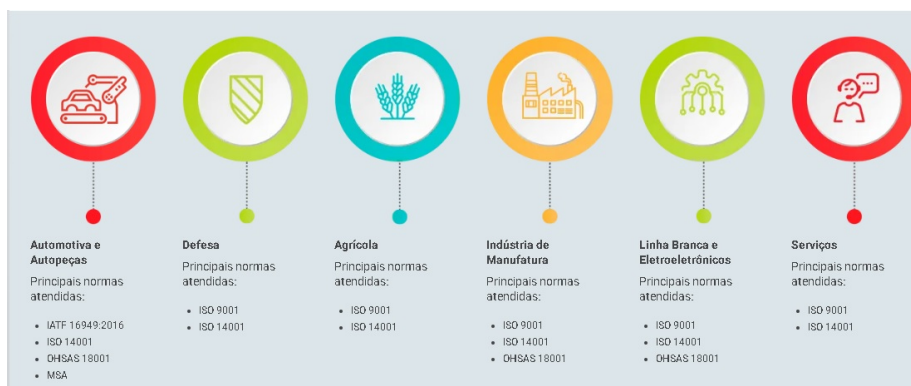 Automotiva e
Autopeças
Principais normas
atendidas:
IATF 16949:2016
ISO 14001
OHSAS 18001
MSA
Defesa
Principais normas
atendidas:
ISO 9001
ISO 14001
Agrícola
Principais normas
atendidas:
ISO 9001
ISO 14001
Indústria de
Manufatura
Principais normas
atendidas:
ISO 9001
ISO 14001
OHSAS 18001
Linha Branca e
Eletroeletrônicos
Principais normas
atendidas:
ISO 9001
ISO 14001
OHSAS 18001
Serviços
Principais normas
atendidas:
ISO 9001
ISO 14001